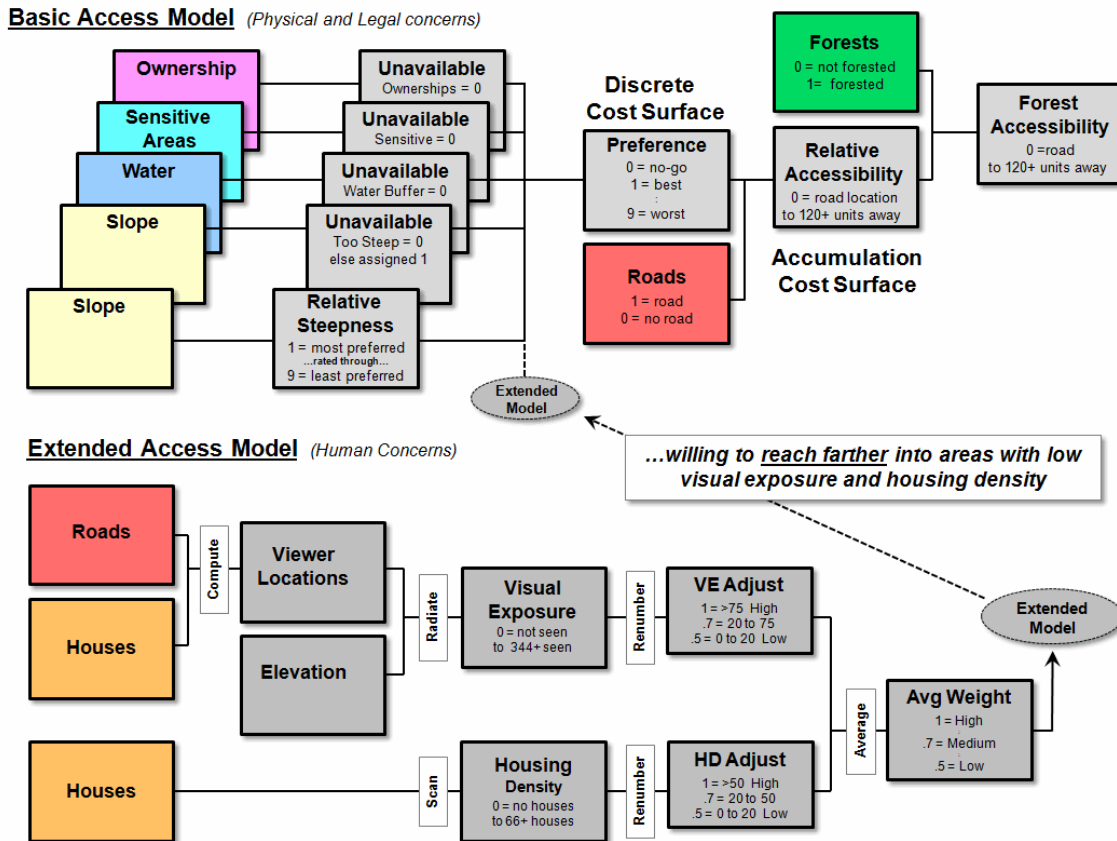 Basic Access Model (Physical and Legal concerns)
Ownership
Sensitive
Areas
Water
Slope
Slope
Unavailable
Ownerships = 0
Unavailable
Sensitive = 0
Unavailable
Water Buffer = 0
Unavailable
Too Steep = 0
else assigned 1
Relative
Steepness
1 = most preferred
...rated through...
9 = least preferred
Discrete
Cost Surface
Preference
0 = no-go
1 = best
:
9 = worst
Roads
1 = road
0 = no road
Forests
0 = not forested
1= forested
Relative
Accessibility
0 = road location
to 120+ units away
Accumulation
Cost Surface
Forest
Accessibility
0 =road
to 120+ units away
Extended
Model
Extended Access Model (Human Concerns)
...willing to reach farther into areas with low
visual exposure and housing density
Roads
Houses
Compute
Viewer
Locations
Elevation
Radiate
Visual
Exposure
0 = not seen
to 344+ seen
Renumber
VE Adjust
1 = >75 High
.7 = 20 to 75
.5 = 0 to 20 Low
Extended
Model
Houses
Scan
Housing
Density
0 = no houses
to 66+ houses
Renumber
HD Adjust
1 = >50 High
.7 = 20 to 50
.5 = 0 to 20 Low
Average
Avg Weight
1 = High
:
.7 = Medium
:
.5 = Low